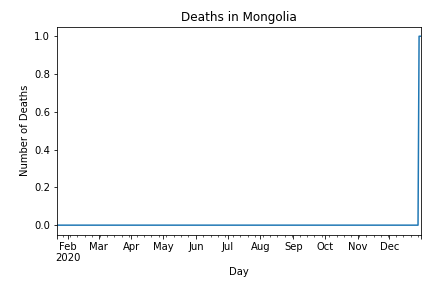 Deaths in Mongolia
Number of Deaths
1.0
0.8
0.6
0.4
0.2
0.0
Feb Mar Apr May Jun Jul Aug Sep Oct Nov Dec
2020
Day